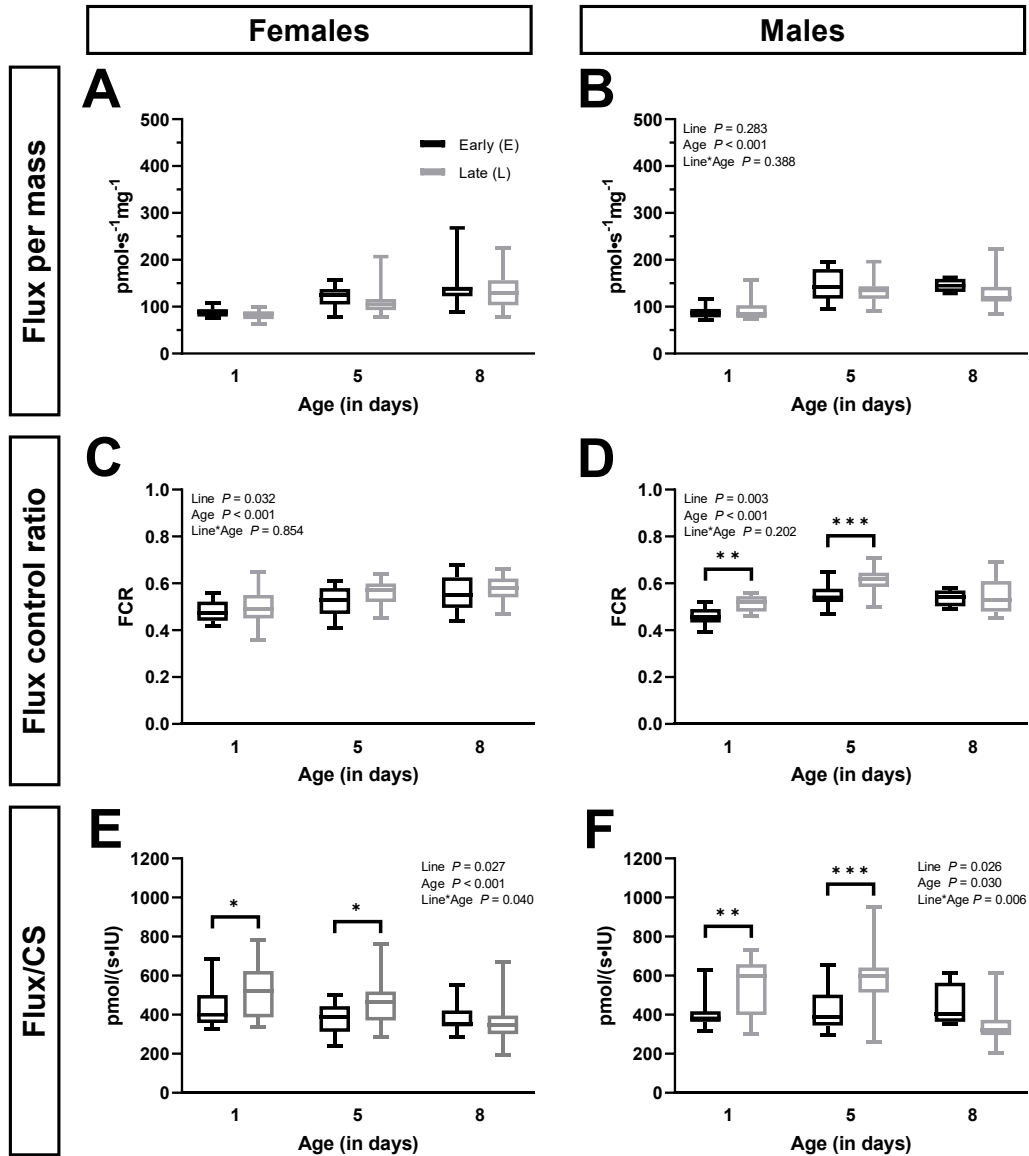 Females
Males
Flux per mass
A
500
400
300
200
100
0
pmol•s⁻¹mg⁻¹
Early (E)
Late (L)
1
5
8
Age (in days)
B
500
400
300
200
100
0
pmol•s⁻¹mg⁻¹
Line P = 0.283
Age P < 0.001
Line*Age P = 0.388
1
5
8
Age (in days)
Flux control ratio
C
1.0
0.8
0.6
0.4
0.2
0.0
FCR
Line P = 0.032
Age P < 0.001
Line*Age P = 0.854
1
5
8
Age (in days)
D
1.0
0.8
0.6
0.4
0.2
0.0
FCR
Line P = 0.003
Age P < 0.001
Line*Age P = 0.202
**
***
1
5
8
Age (in days)
Flux/CS
E
1200
1000
800
600
400
200
0
pmol/(s•IU)
Line P = 0.027
Age P < 0.001
Line*Age P = 0.040
*
*
1
5
8
Age (in days)
F
1200
1000
800
600
400
200
0
pmol/(s•IU)
Line P = 0.026
Age P = 0.030
Line*Age P = 0.006
**
***
1
5
8
Age (in days)